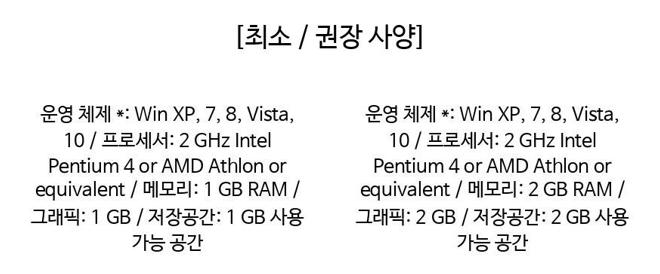 [최소 / 권장 사양]
운영 체제 *: Win XP, 7, 8, Vista,
10 / 프로세서: 2 GHz Intel
Pentium 4 or AMD Athlon or
equivalent / 메모리: 1 GB RAM /
그래픽: 1 GB / 저장공간: 1 GB 사용
가능 공간
운영 체제 *: Win XP, 7, 8, Vista,
10 / 프로세서: 2 GHz Intel
Pentium 4 or AMD Athlon or
equivalent / 메모리: 2 GB RAM /
그래픽: 2 GB / 저장공간: 2 GB 사용
가능 공간